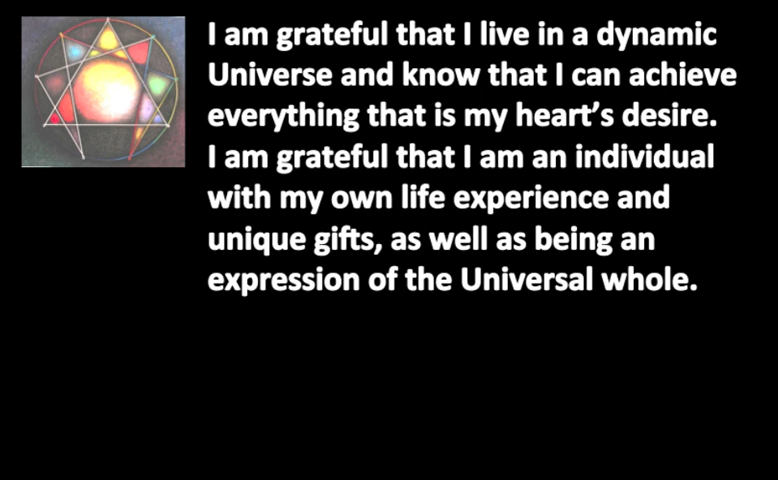 I am grateful that I live in a dynamic
Universe and know that I can achieve
everything that is my heart’s desire.
I am grateful that I am an individual
with my own life experience and
unique gifts, as well as being an
expression of the Universal whole.